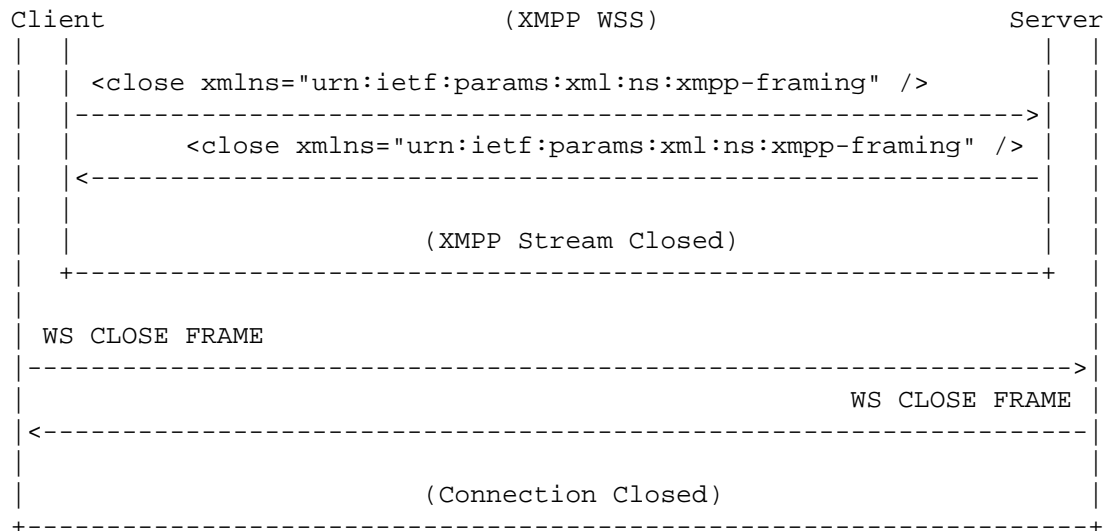 Client (XMPP WSS) Server
<close xmlns="urn:ietf:params:xml:ns:xmpp-framing" />
<close xmlns="urn:ietf:params:xml:ns:xmpp-framing" />
(XMPP Stream Closed)
WS CLOSE FRAME
WS CLOSE FRAME
(Connection Closed)